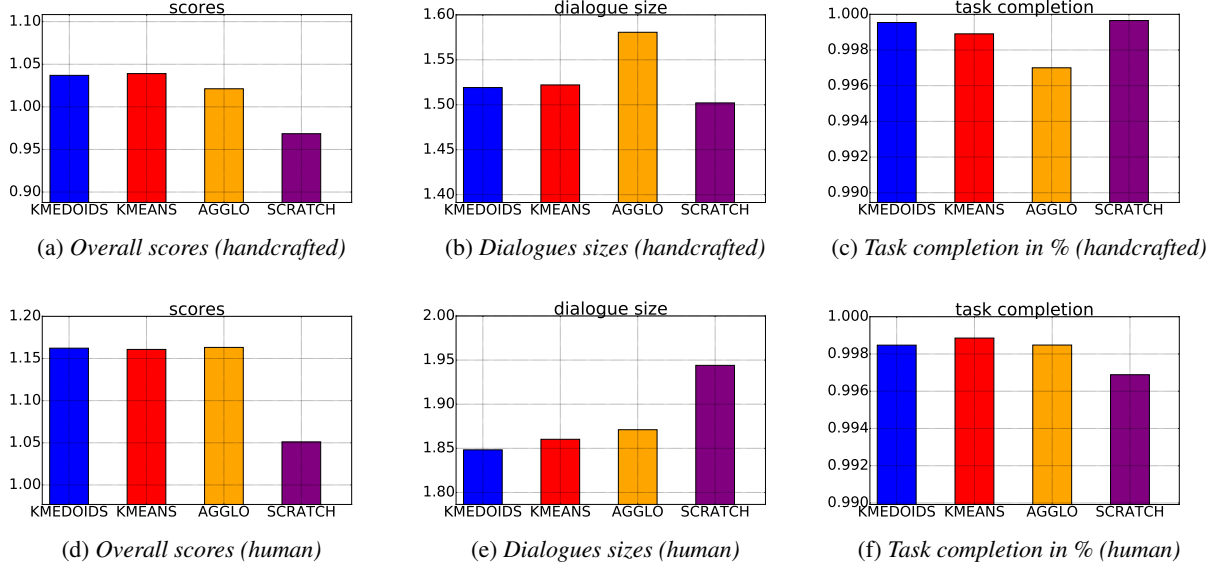 scores
1.10
1.05
1.00
0.95
0.90
KMEDOIDS KMEANS AGGLO SCRATCH
(a) Overall scores (handcrafted)
dialogue size
1.60
1.55
1.50
1.45
1.40
KMEDOIDS KMEANS AGGLO SCRATCH
(b) Dialogues sizes (handcrafted)
task completion
1.000
0.998
0.996
0.994
0.992
0.990
KMEDOIDS KMEANS AGGLO SCRATCH
(c) Task completion in % (handcrafted)
scores
1.20
1.15
1.10
1.05
1.00
KMEDOIDS KMEANS AGGLO SCRATCH
(d) Overall scores (human)
dialogue size
2.00
1.95
1.90
1.85
1.80
KMEDOIDS KMEANS AGGLO SCRATCH
(e) Dialogues sizes (human)
task completion
1.000
0.998
0.996
0.994
0.992
0.990
KMEDOIDS KMEANS AGGLO SCRATCH
(f) Task completion in % (human)